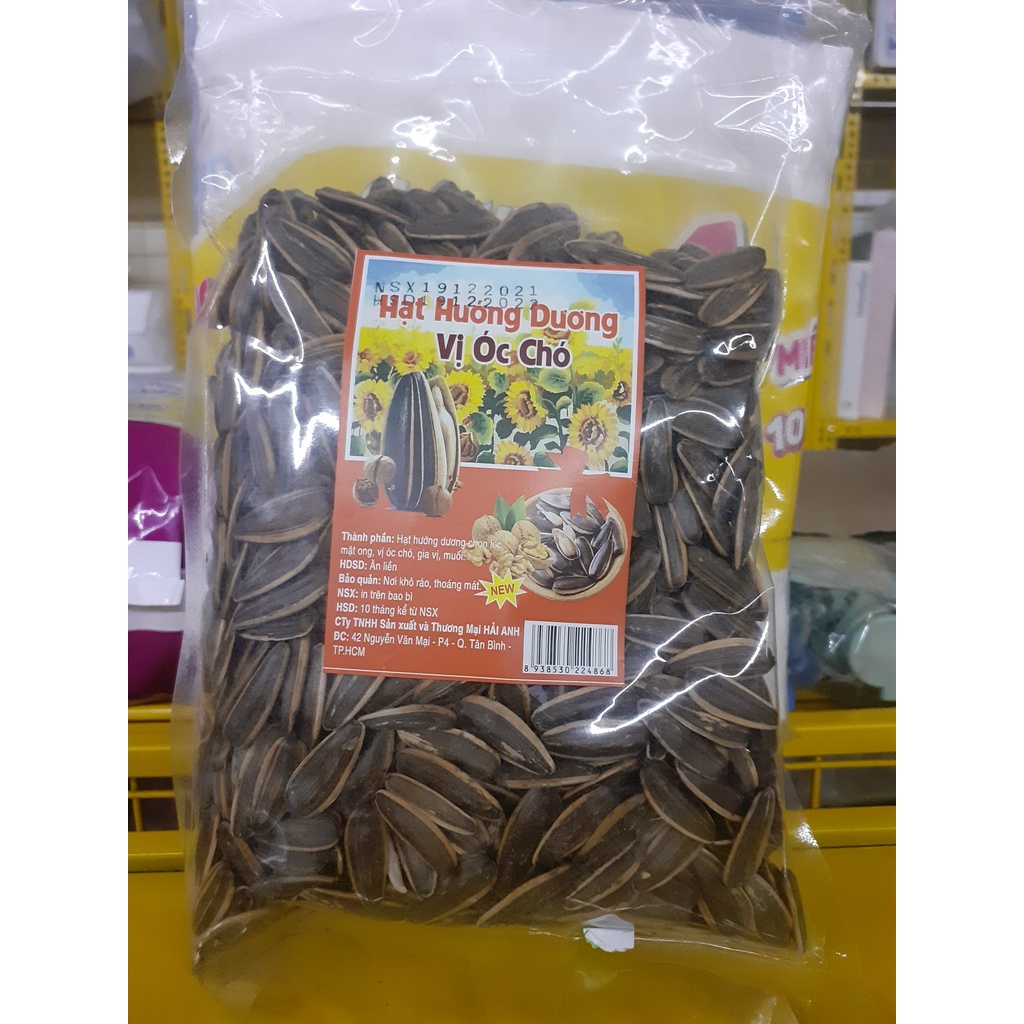 NSX19122021
Hạt Hướng Dương
Vị Óc Chó
Thành phần: Hạt hướng dương chọn lọc
mật ong, vị óc chó, gia vị, muối.
HDSD: Ăn liền
Bảo quản: Nơi khô ráo, thoáng mát.
NEW
NSX: in trên bao bì
HSD: 10 tháng kể từ NSX
CTy TNHH Sản xuất và Thương Mại HẢI ANH
ĐC: 42 Nguyễn Văn Mại - P4 - Q. Tân Bình -
TP.HCM
8 938530 224868
10